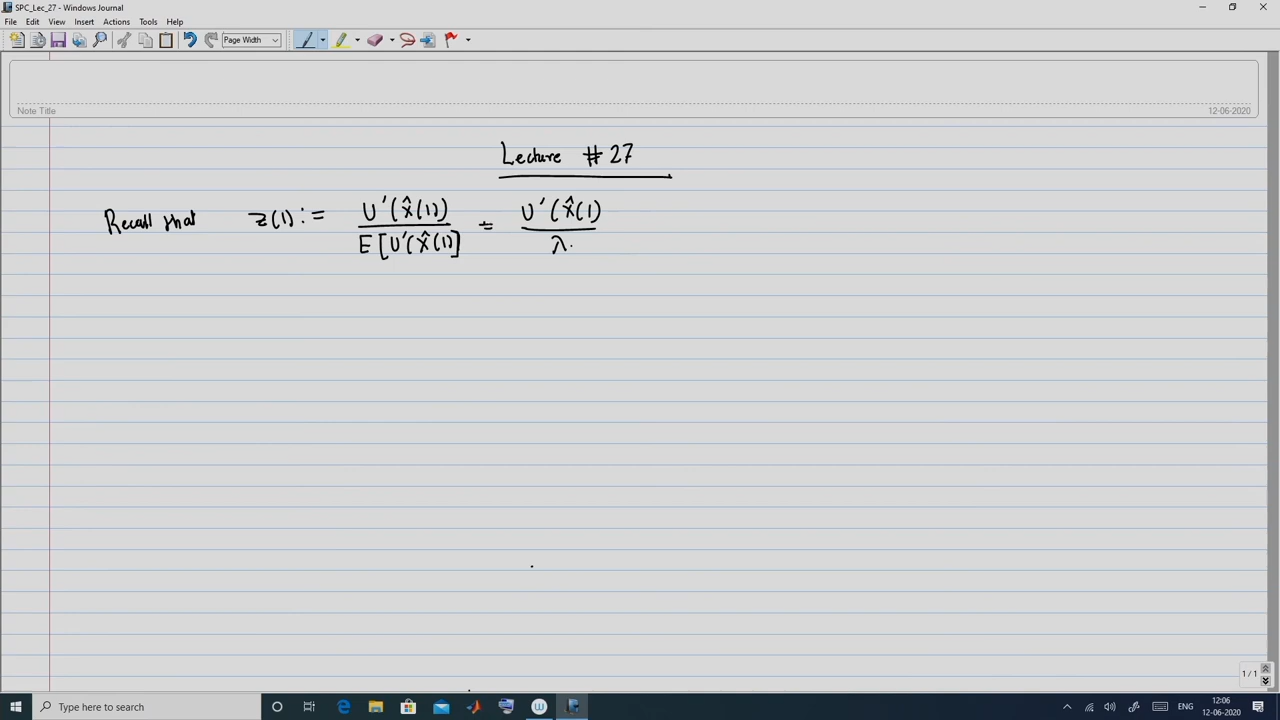 SPC_Lec_27 - Windows Journal
File Edit View Insert Actions Tools Help
Page Width
Note Title
12-06-2020
Lecture # 27
Recall that z(1) := U'(X̂(1)) / E[U'(X̂(1)] = U'(X̂(1) / λ.
1 / 1
Type here to search
ENG
12:06
12-06-2020